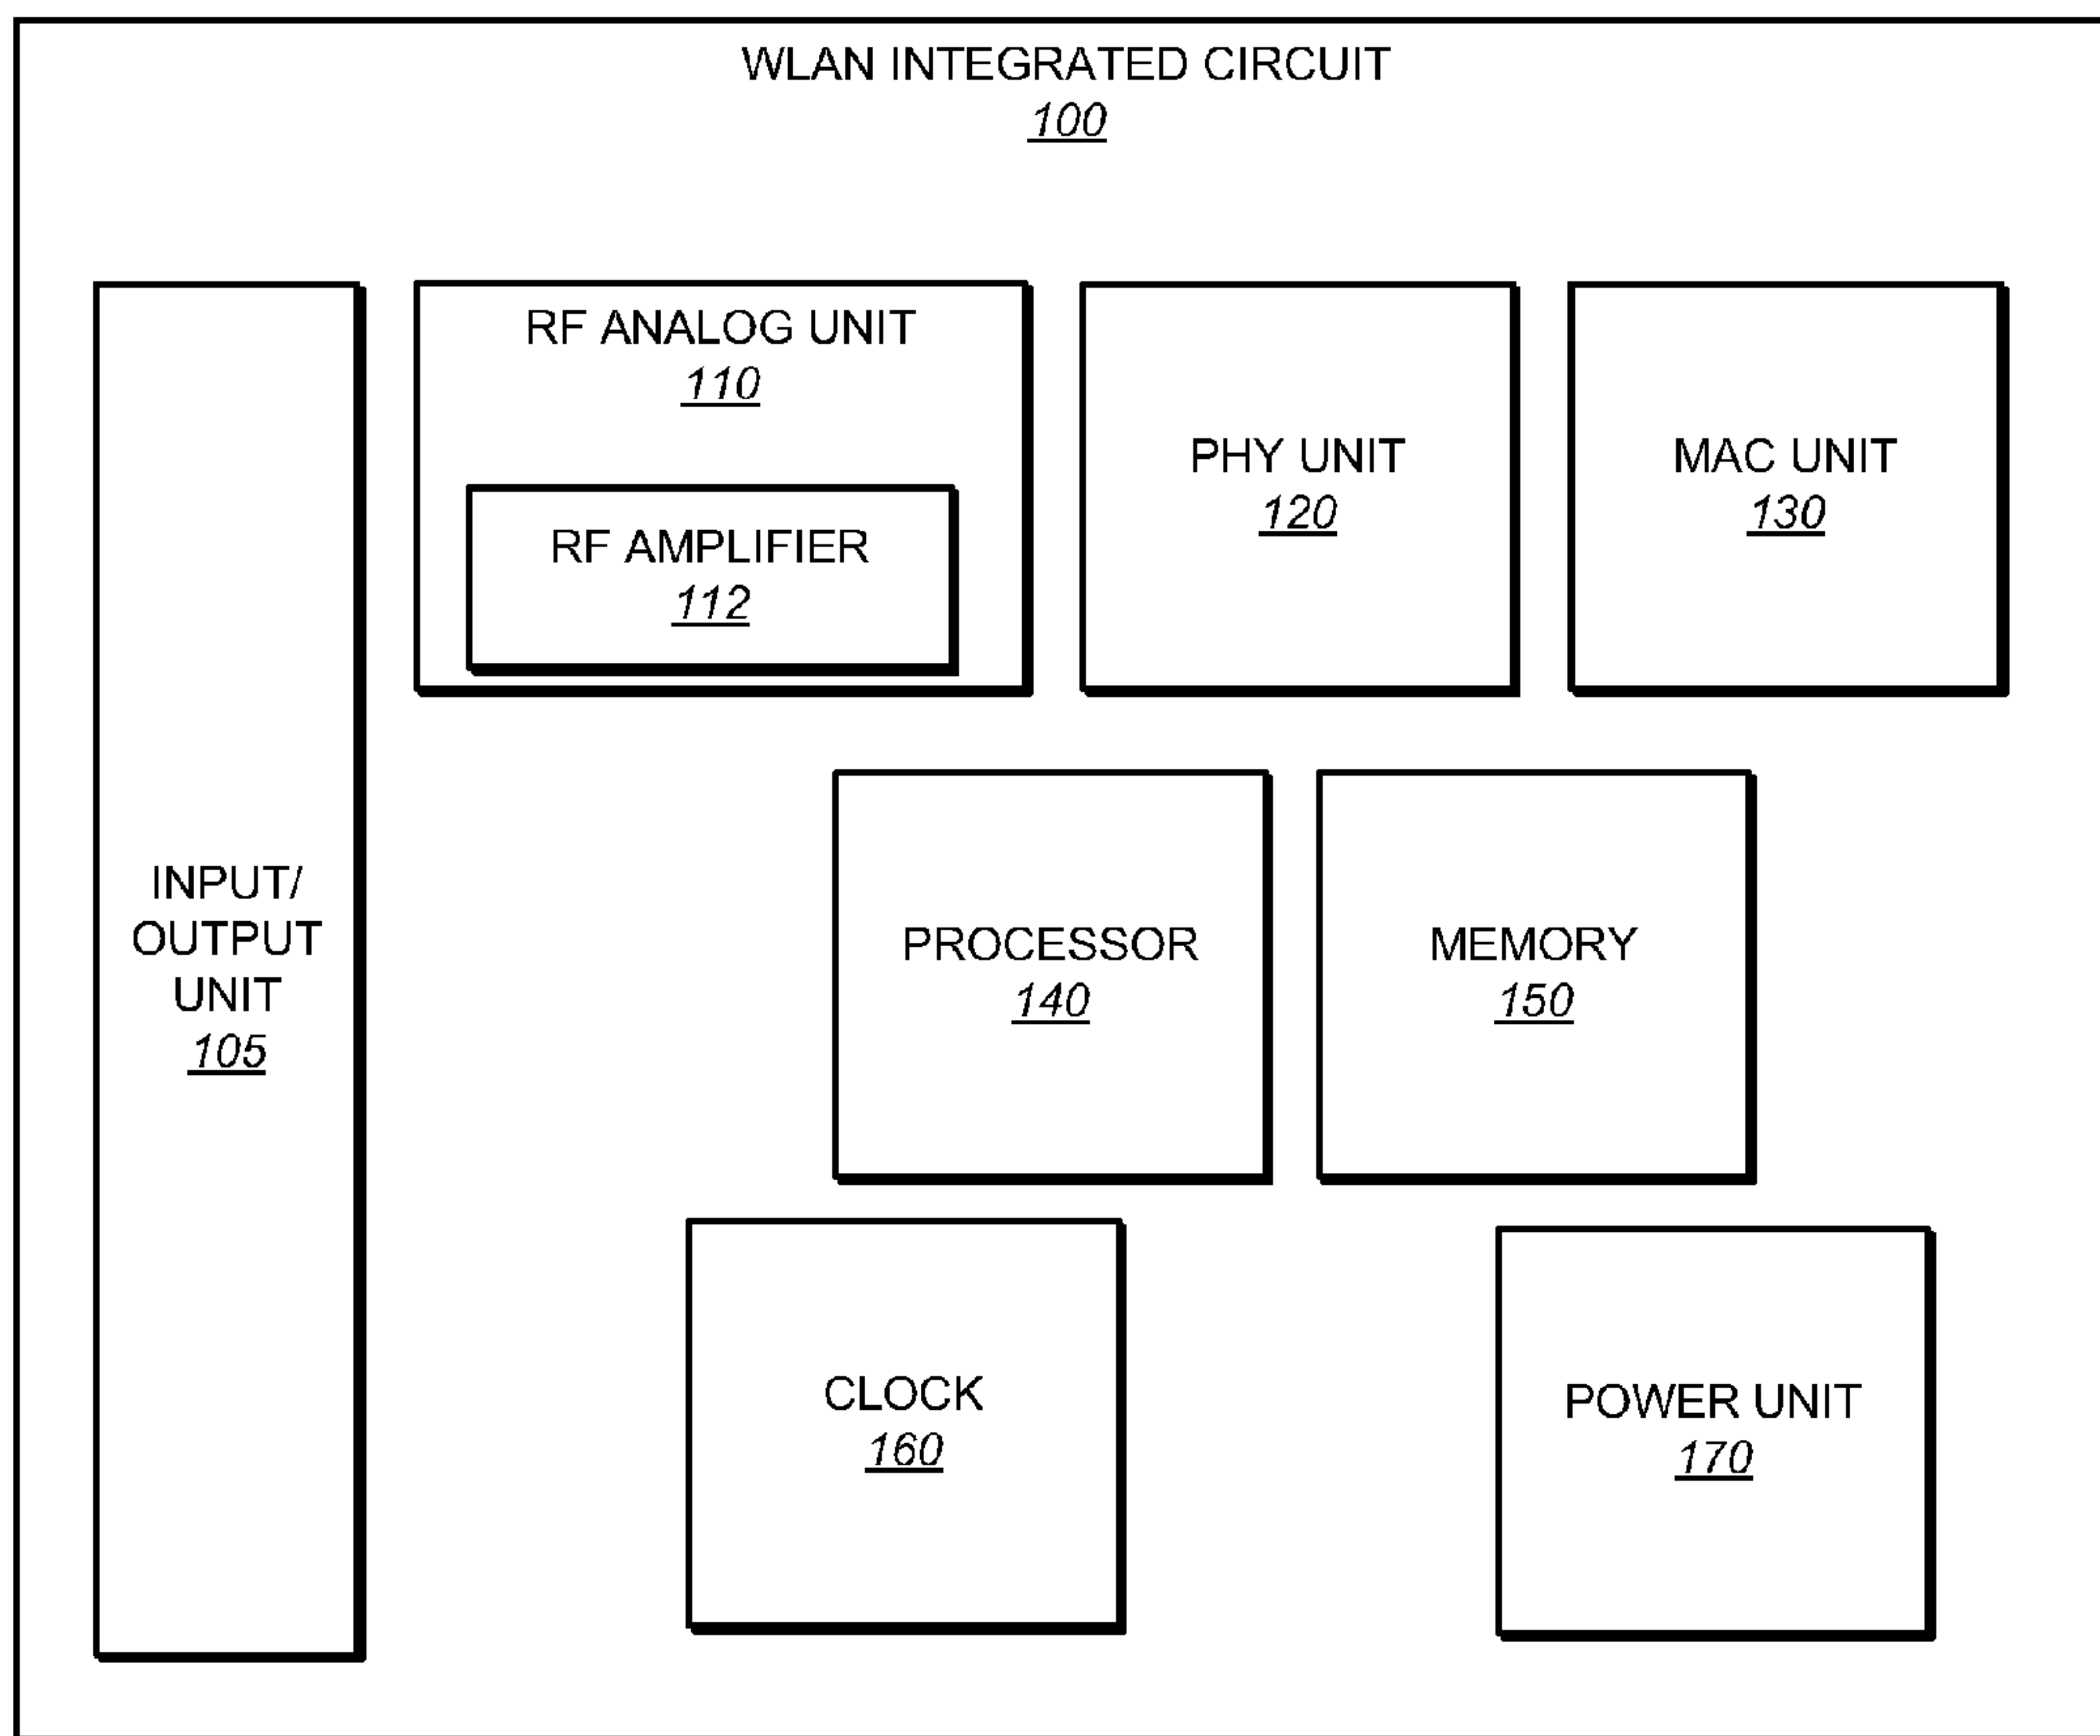 WLAN INTEGRATED CIRCUIT
100
RF ANALOG UNIT
110
RF AMPLIFIER
112
PHY UNIT
120
MAC UNIT
130
INPUT/
OUTPUT
UNIT
105
PROCESSOR
140
MEMORY
150
CLOCK
160
POWER UNIT
170